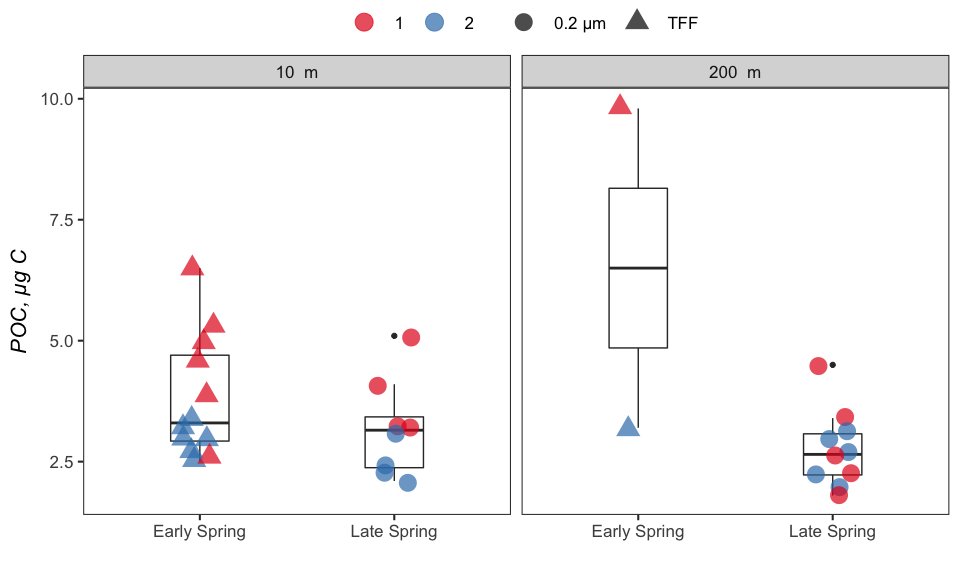 1 2 0.2 µm TFF
10 m 200 m
10.0
7.5
5.0
2.5
POC, µg C
Early Spring Late Spring Early Spring Late Spring